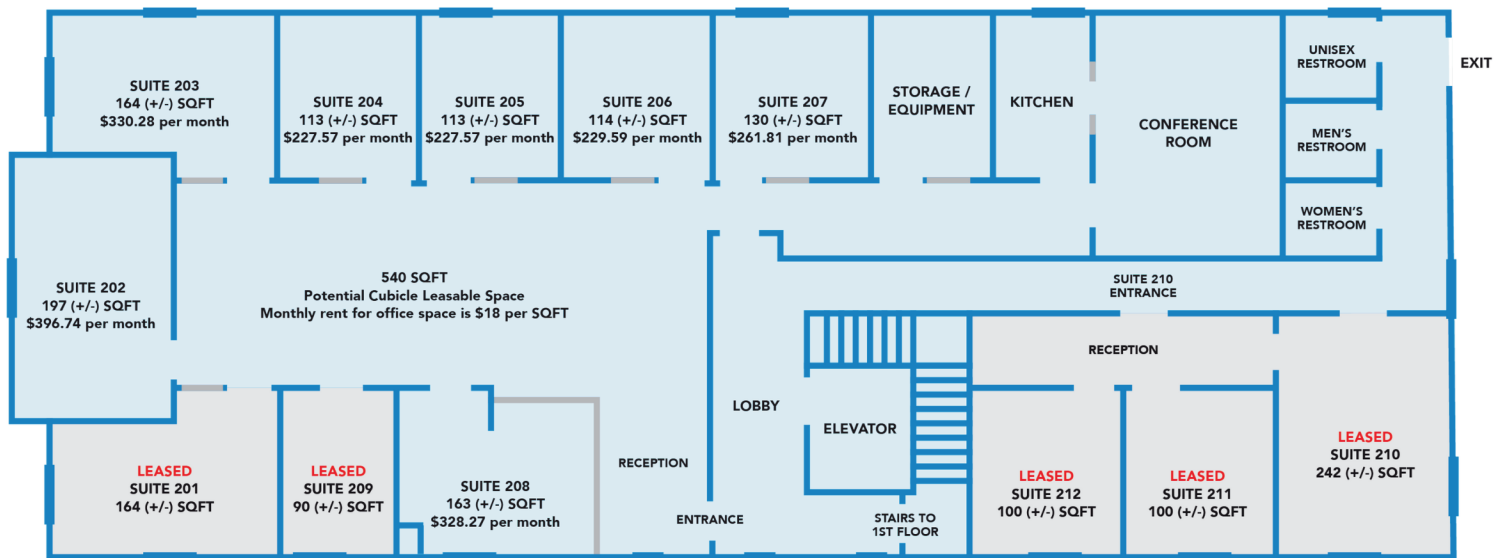 SUITE 203
164 (+/-) SQFT
$330.28 per month
SUITE 204
113 (+/-) SQFT
$227.57 per month
SUITE 205
113 (+/-) SQFT
$227.57 per month
SUITE 206
114 (+/-) SQFT
$229.59 per month
SUITE 207
130 (+/-) SQFT
$261.81 per month
STORAGE /
EQUIPMENT
KITCHEN
CONFERENCE
ROOM
UNISEX
RESTROOM
EXIT
MEN'S
RESTROOM
WOMEN'S
RESTROOM
SUITE 202
197 (+/-) SQFT
$396.74 per month
540 SQFT
Potential Cubicle Leasable Space
Monthly rent for office space is $18 per SQFT
SUITE 210
ENTRANCE
RECEPTION
LOBBY
ELEVATOR
LEASED
SUITE 201
164 (+/-) SQFT
LEASED
SUITE 209
90 (+/-) SQFT
SUITE 208
163 (+/-) SQFT
$328.27 per month
RECEPTION
ENTRANCE
STAIRS TO
1ST FLOOR
LEASED
SUITE 212
100 (+/-) SQFT
LEASED
SUITE 211
100 (+/-) SQFT
LEASED
SUITE 210
242 (+/-) SQFT